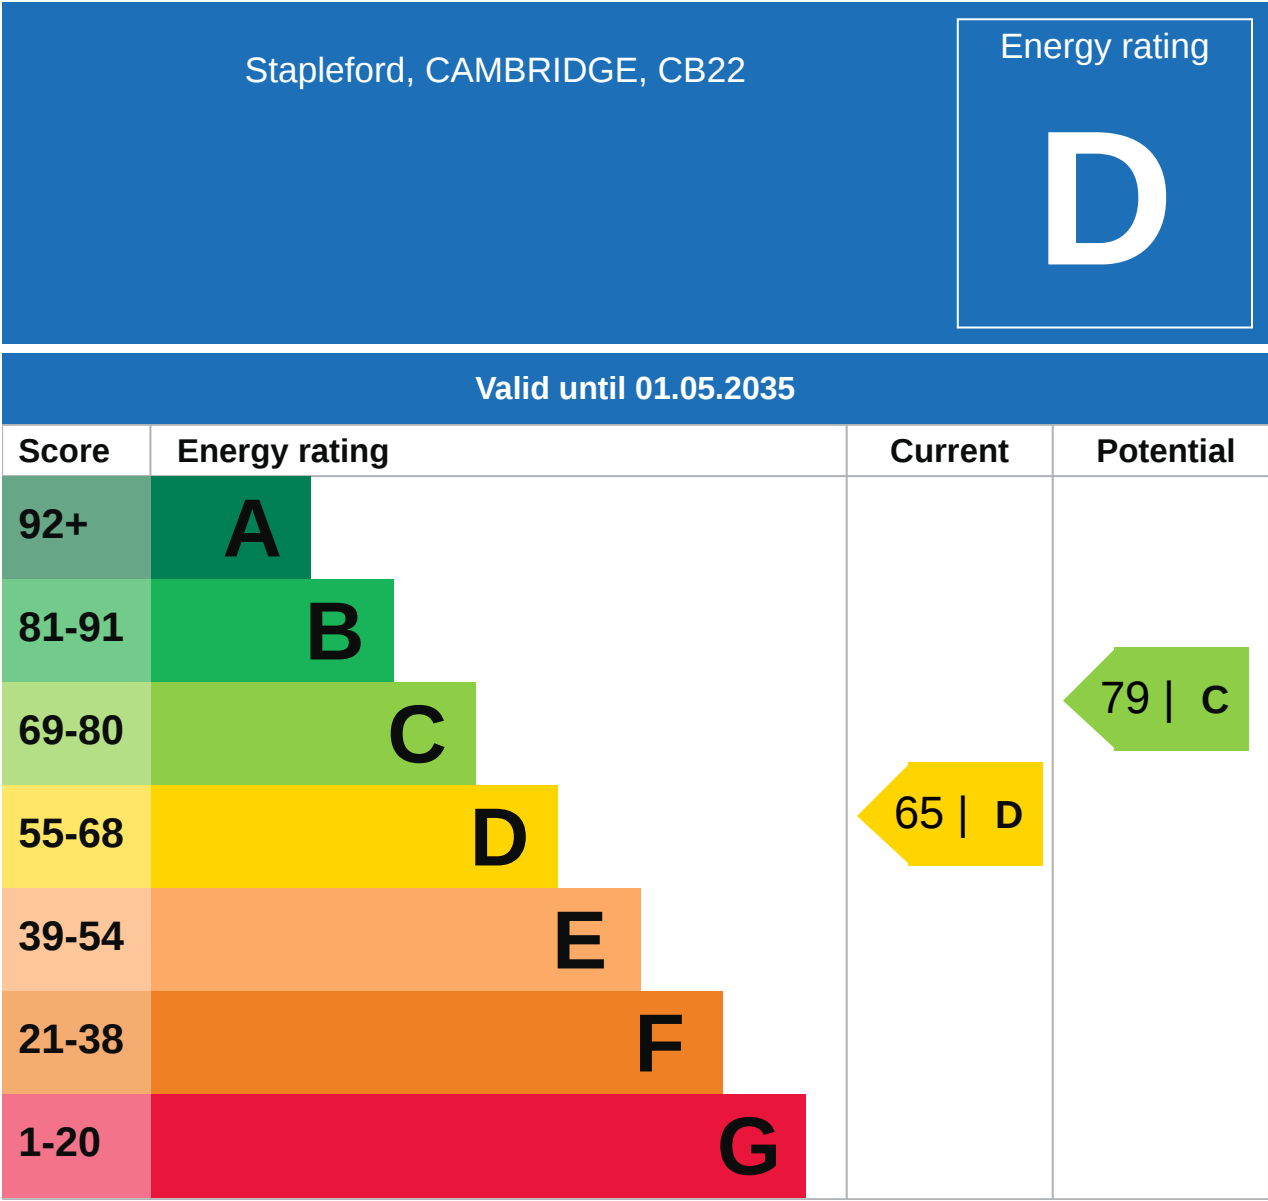 Stapleford, CAMBRIDGE, CB22
Energy rating
D
Valid until 01.05.2035
Score Energy rating Current Potential
92+ A
81-91 B
69-80 C
79 | C
55-68 D
65 | D
39-54 E
21-38 F
1-20 G